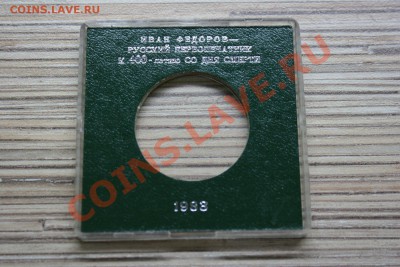 COINS.LAVE.RU
ИВАН ФЕДОРОВ—
РУССКИЙ ПЕРВОПЕЧАТНИК
К 400-летию СО ДНЯ СМЕРТИ
COINS.LAVE.RU
1983
COINS.LAVE.RU